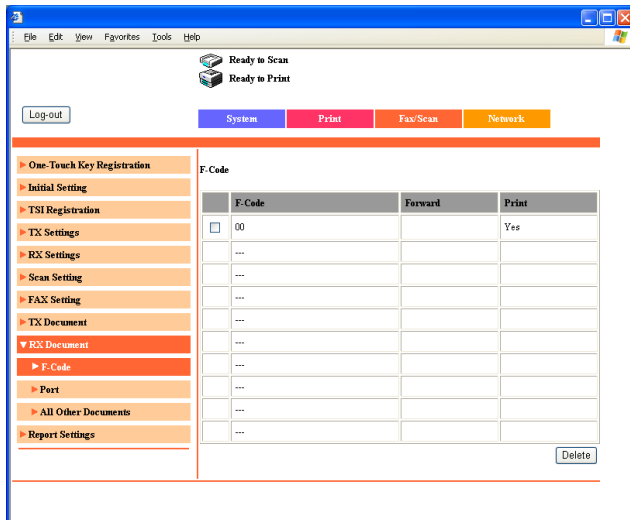 File Edit View Favorites Tools Help
Ready to Scan
Ready to Print
Log-out
System Print Fax/Scan Network
One-Touch Key Registration
Initial Setting
TSI Registration
TX Settings
RX Settings
Scan Setting
FAX Setting
TX Document
RX Document
F-Code
Port
All Other Documents
Report Settings
F-Code
F-Code Forward Print
00 Yes
---
---
---
---
---
---
---
---
---
Delete